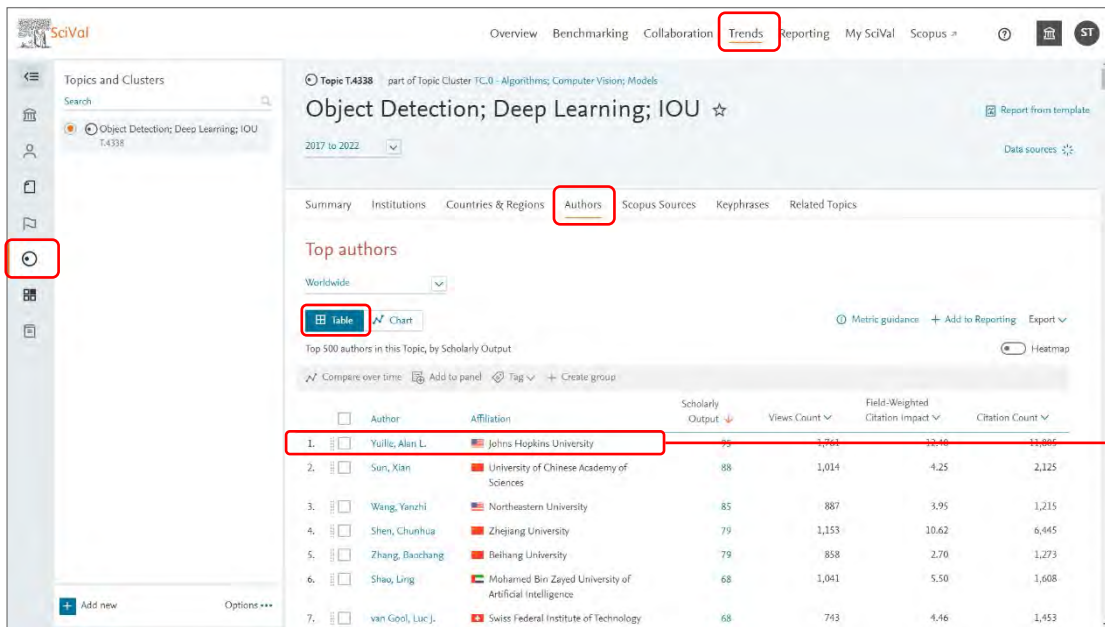 SciVal
Overview Benchmarking Collaboration Trends Reporting My SciVal Scopus ↗ ST
Topics and Clusters
Search
Object Detection; Deep Learning; IOU
T.4338
Add new Options •••
Topic T.4338 part of Topic Cluster TC.0 - Algorithms; Computer Vision; Models
Object Detection; Deep Learning; IOU
Report from template
2017 to 2022
Data sources
Summary Institutions Countries & Regions Authors Scopus Sources Keyphrases Related Topics
Top authors
Worldwide
Table Chart
Metric guidance + Add to Reporting Export
Top 500 authors in this Topic, by Scholarly Output
Heatmap
Compare over time Add to panel Tag + Create group
Author Affiliation Scholarly Output Views Count Field-Weighted Citation Impact Citation Count
1. Yuille, Alan L. Johns Hopkins University 1,761
2. Sun, Xian University of Chinese Academy of Sciences 88 1,014 4.25 2,125
3. Wang, Yanzhi Northeastern University 85 887 3.95 1,215
4. Shen, Chunhua Zhejiang University 79 1,153 10.62 6,445
5. Zhang, Baochang Beihang University 79 858 2.70 1,273
6. Shao, Ling Mohamed Bin Zayed University of Artificial Intelligence 68 1,041 5.50 1,608
7. van Gool, Luc J. Swiss Federal Institute of Technology 68 743 4.46 1,453